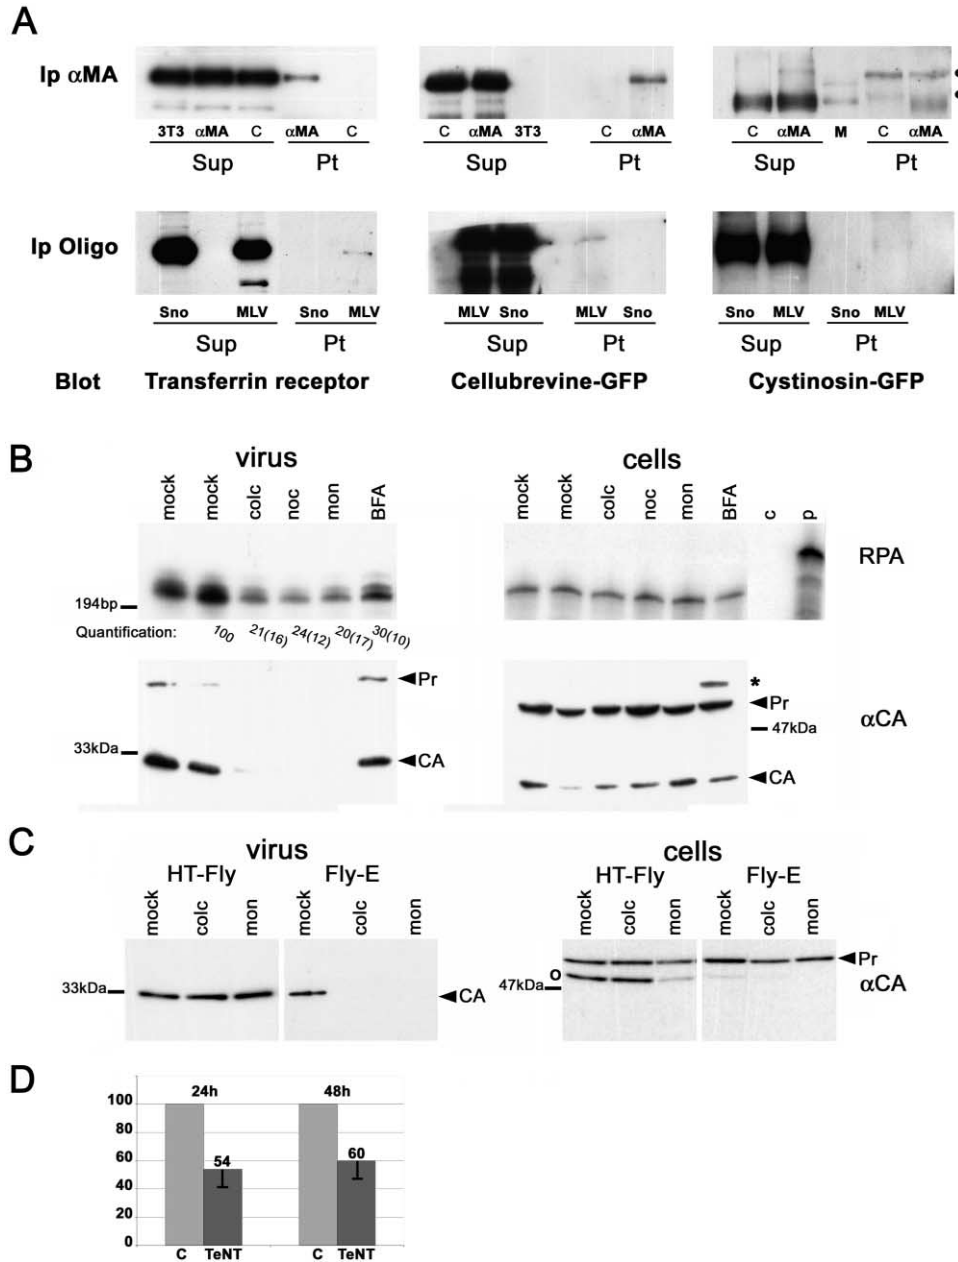 A
Ip αMA
3T3 αMA C αMA C
Sup Pt
C αMA 3T3 C αMA
Sup Pt
C αMA M C αMA
Sup Pt
Ip Oligo
Sno MLV Sno MLV
Sup Pt
MLV Sno MLV Sno
Sup Pt
Sno MLV Sno MLV
Sup Pt
Blot Transferrin receptor Cellubrevine-GFP Cystinosin-GFP
B
virus cells
mock mock colc noc mon BFA
mock mock colc noc mon BFA c p
RPA
194bp
Quantification: 100 21(16) 24(12) 20(17) 30(10)
Pr
33kDa
CA
*
Pr
47kDa
αCA
CA
C
virus cells
HT-Fly Fly-E HT-Fly Fly-E
mock colc mon mock colc mon
mock colc mon mock colc mon
33kDa
CA
Pr
o
47kDa
αCA
D
24h 48h
100
80
60
40
20
0
54
60
C TeNT C TeNT